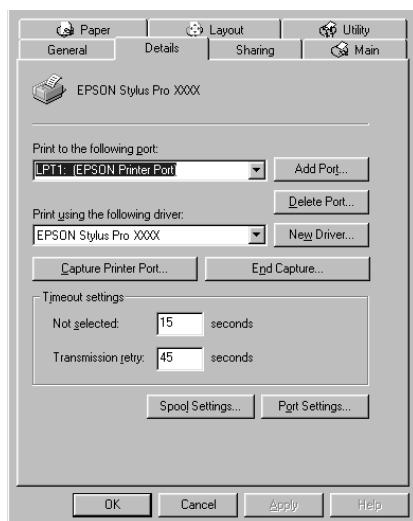 Paper Layout Utility
General Details Sharing Main
EPSON Stylus Pro XXXX
Print to the following port:
LPT1: (EPSON Printer Port) Add Port...
Delete Port...
Print using the following driver:
EPSON Stylus Pro XXXX New Driver...
Capture Printer Port... End Capture...
Timeout settings
Not selected: 15 seconds
Transmission retry: 45 seconds
Spool Settings... Port Settings...
OK Cancel Apply Help